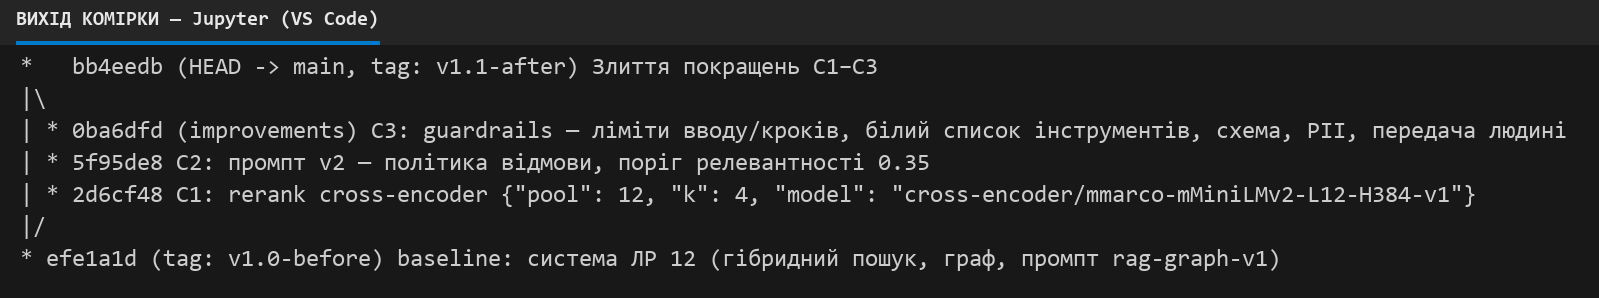 ВИХІД КОМІРКИ — Jupyter (VS Code)
*   bb4eedb (HEAD -> main, tag: v1.1-after) Злиття покращень C1–C3
|\
| * 0ba6dfd (improvements) C3: guardrails — ліміти вводу/кроків, білий список інструментів, схема, PII, передача людині
| * 5f95de8 C2: промпт v2 — політика відмови, поріг релевантності 0.35
| * 2d6cf48 C1: rerank cross-encoder {"pool": 12, "k": 4, "model": "cross-encoder/mmarco-mMiniLMv2-L12-H384-v1"}
|/
* efe1a1d (tag: v1.0-before) baseline: система ЛР 12 (гібридний пошук, граф, промпт rag-graph-v1)